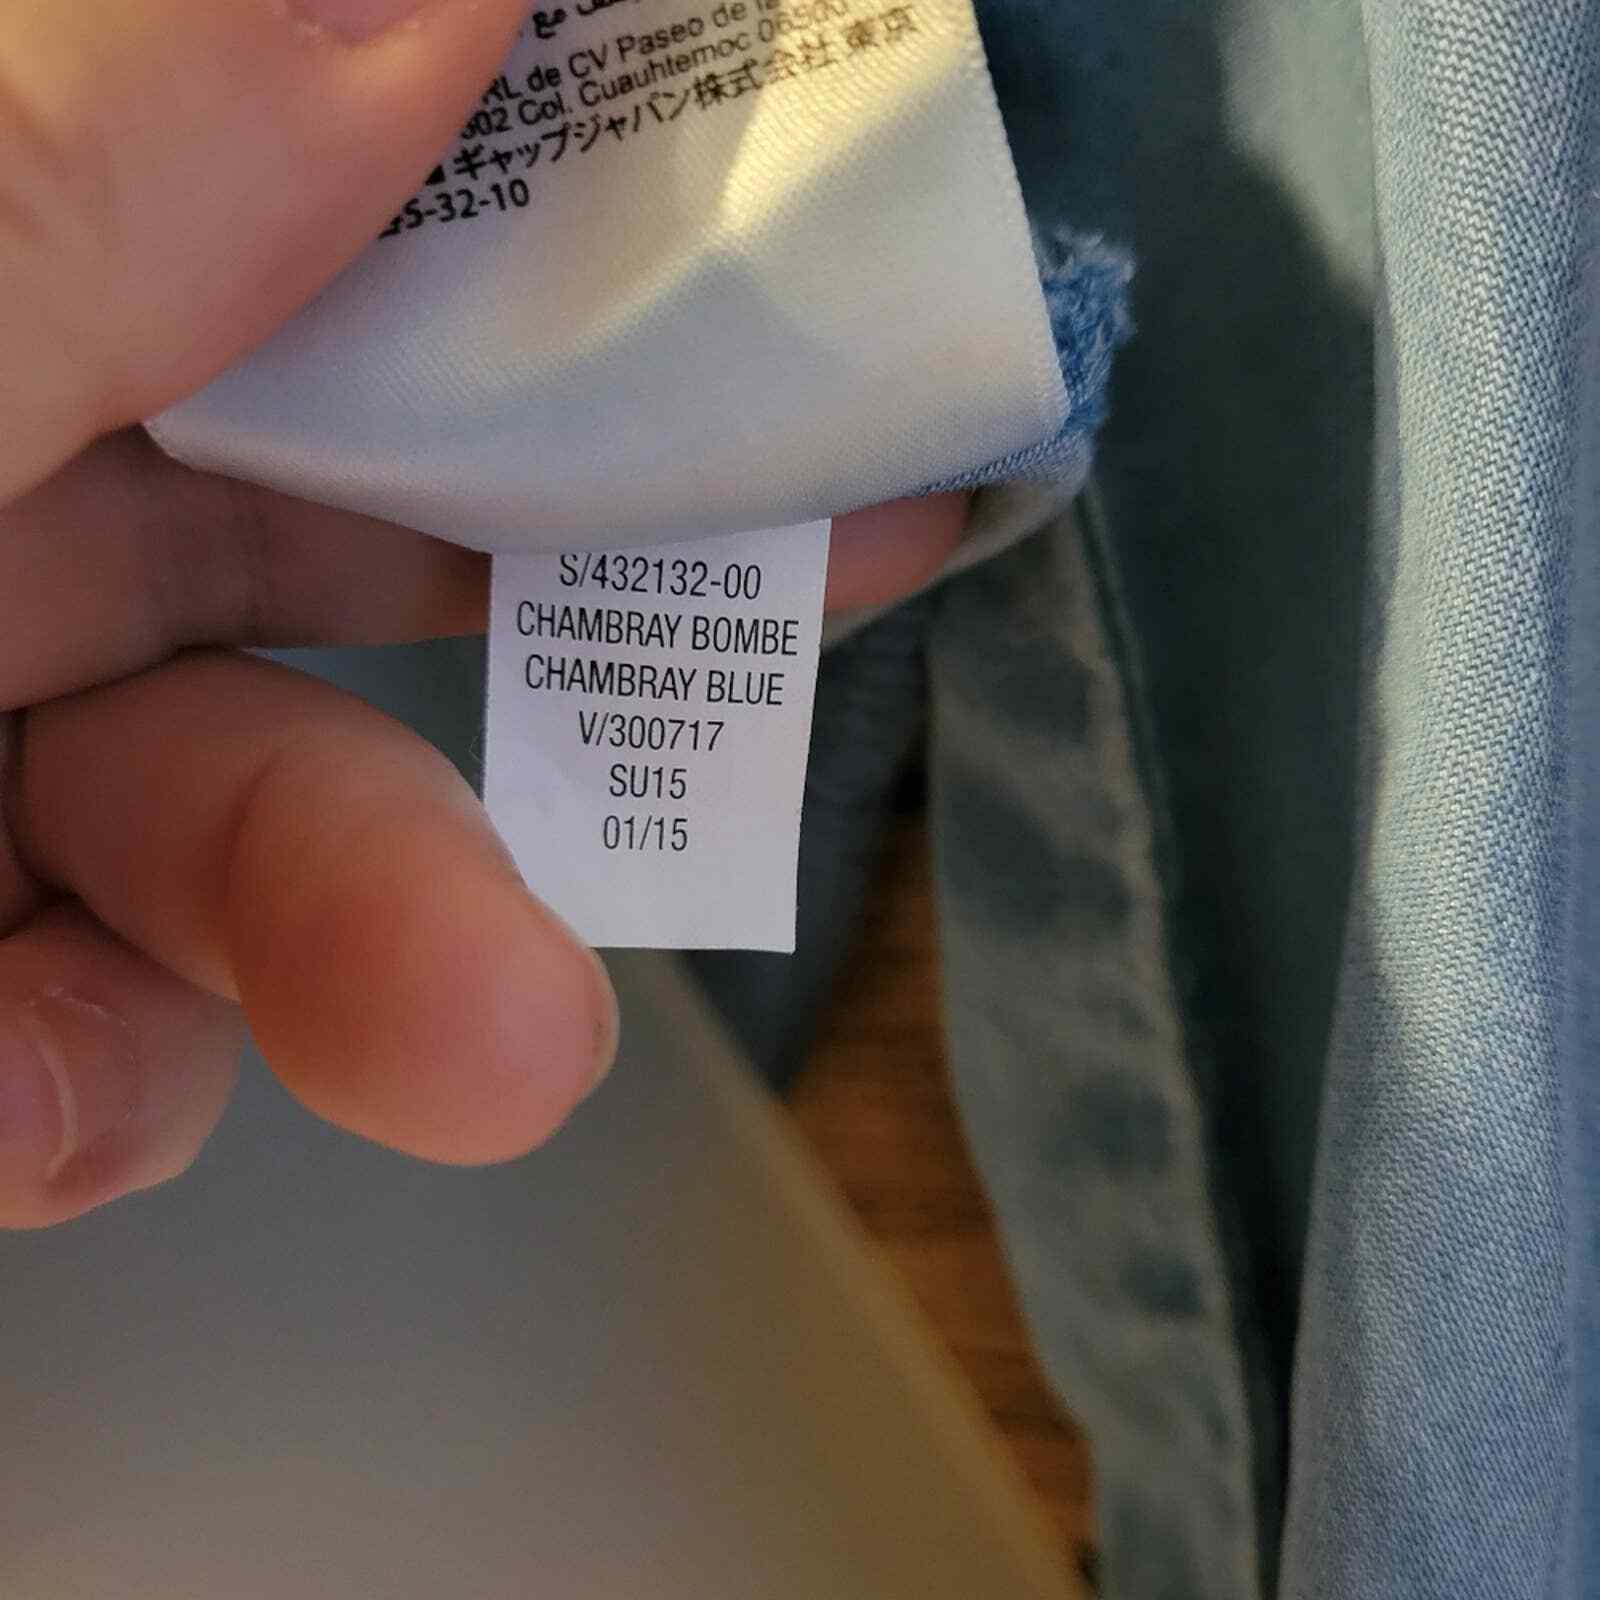 RL de CV Paseo de la
Col. Cuauhtemoc 06500
ギャップジャパン株式会社 東京
45-32-10
S/432132-00
CHAMBRAY BOMBE
CHAMBRAY BLUE
V/300717
SU15
01/15